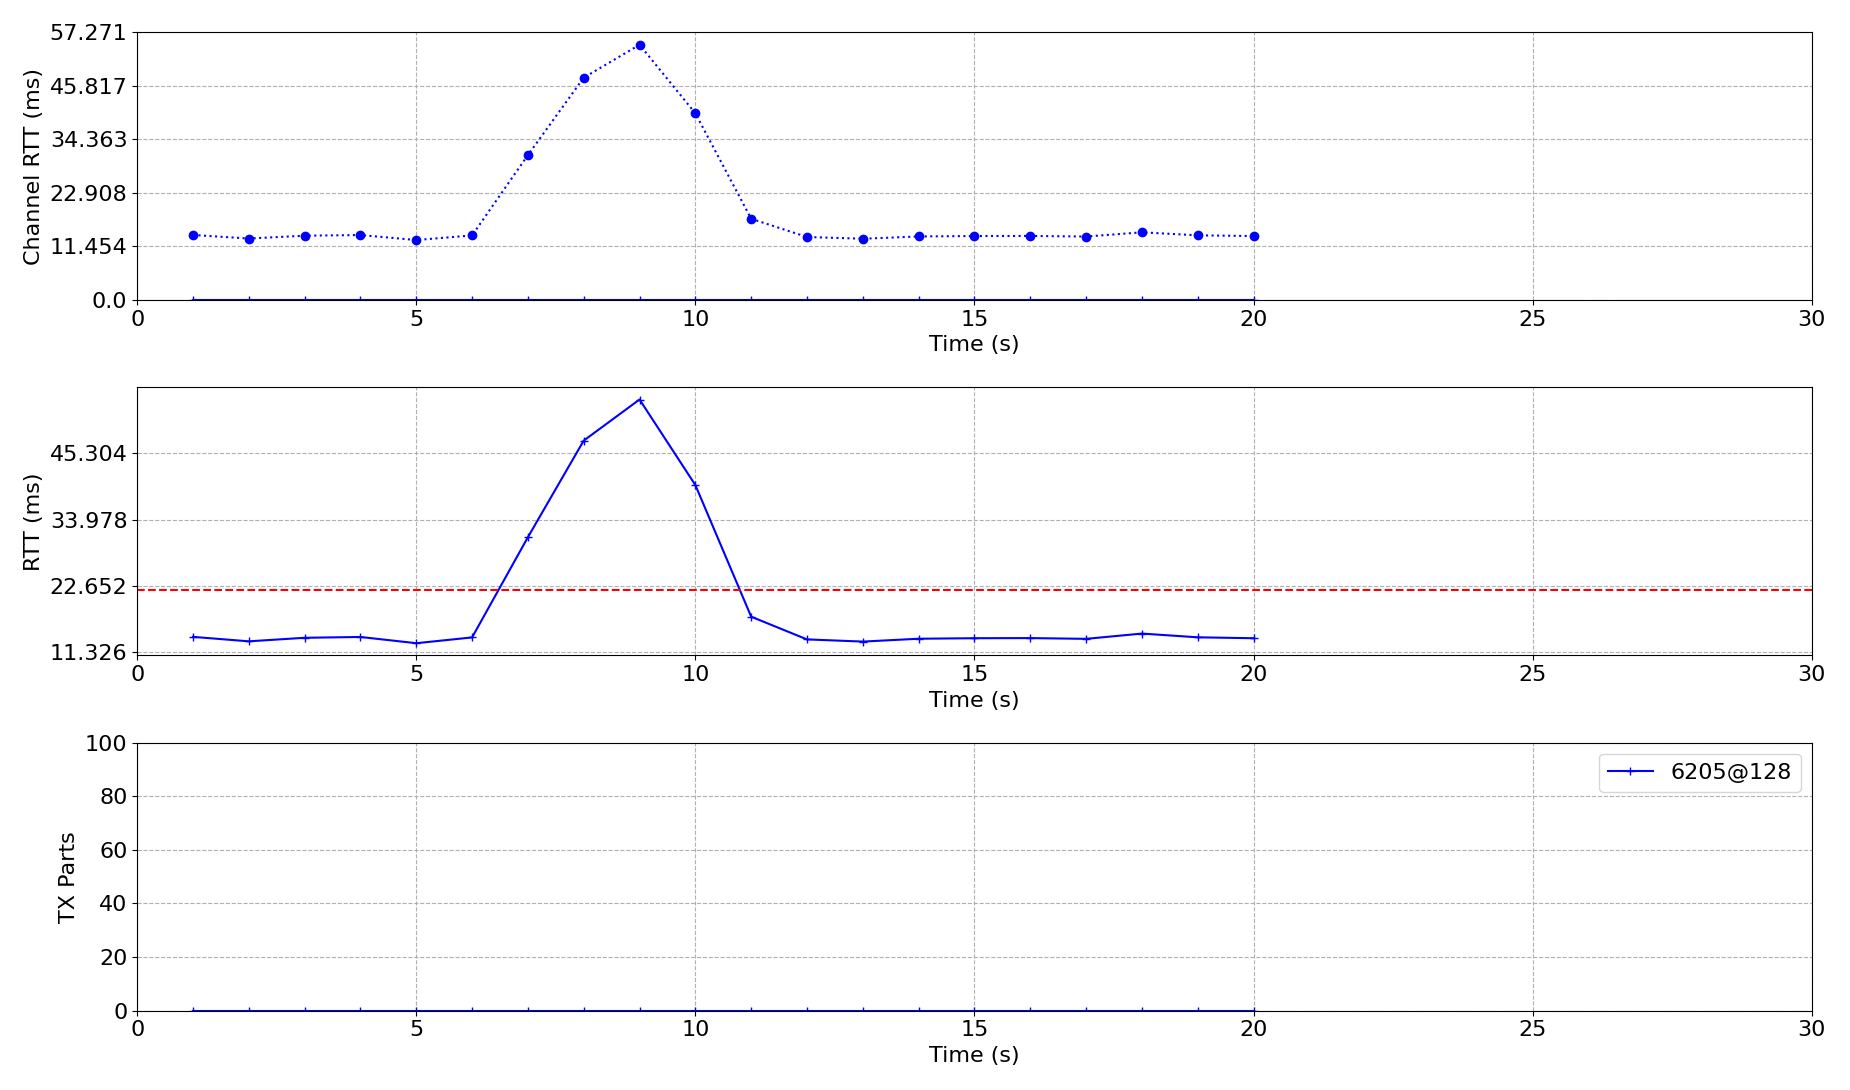 57.271
45.817
34.363
22.908
11.454
0.0
Channel RTT (ms)
0 5 10 15 20 25 30
Time (s)
45.304
33.978
22.652
11.326
RTT (ms)
0 5 10 15 20 25 30
Time (s)
100
80
60
40
20
0
TX Parts
6205@128
0 5 10 15 20 25 30
Time (s)